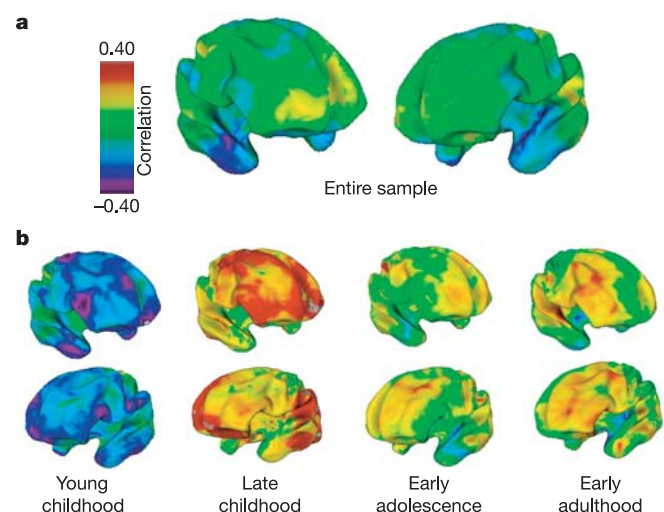 a
0.40
Correlation
−0.40
Entire sample
b
Young
childhood
Late
childhood
Early
adolescence
Early
adulthood